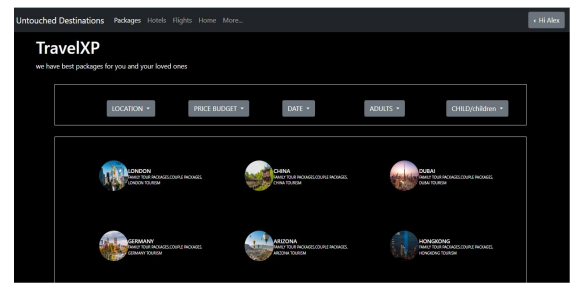 Untouched Destinations Packages Hotels Flights Home More... Hi Alex
TravelXP
we have best packages for you and your loved ones
LOCATION PRICE BUDGET DATE ADULTS CHILD/children
LONDON
FAMILY TOUR PACKAGES,COUPLE PACKAGES,
LONDON TOURISM
CHINA
FAMILY TOUR PACKAGES,COUPLE PACKAGES,
CHINA TOURISM
DUBAI
FAMILY TOUR PACKAGES,COUPLE PACKAGES,
DUBAI TOURISM
GERMANY
FAMILY TOUR PACKAGES,COUPLE PACKAGES,
GERMANY TOURISM
ARIZONA
FAMILY TOUR PACKAGES,COUPLE PACKAGES,
ARIZONA TOURISM
HONGKONG
FAMILY TOUR PACKAGES,COUPLE PACKAGES,
HONGKONG TOURISM